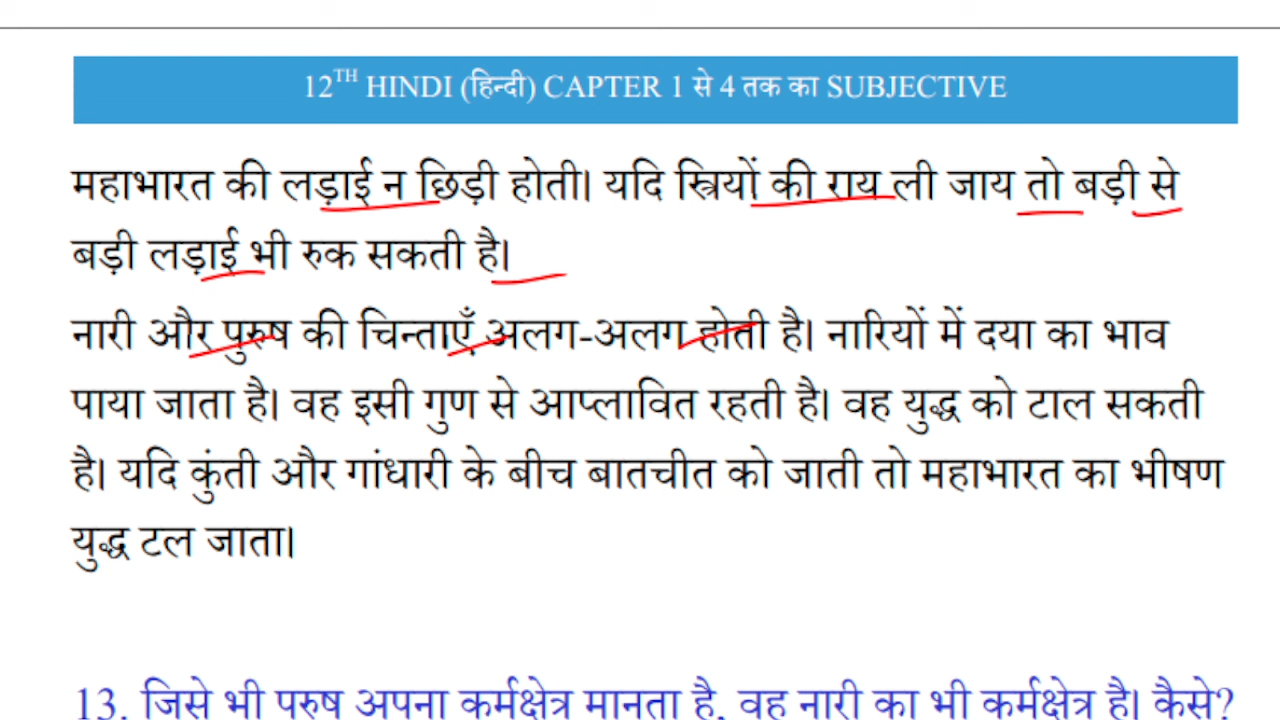 12TH HINDI (हिन्दी) CAPTER 1 से 4 तक का SUBJECTIVE
महाभारत की लड़ाई न छिड़ी होती। यदि स्त्रियों की राय ली जाय तो बड़ी से
बड़ी लड़ाई भी रुक सकती है।
नारी और पुरुष की चिन्ताएँ अलग-अलग होती है। नारियों में दया का भाव
पाया जाता है। वह इसी गुण से आप्लावित रहती है। वह युद्ध को टाल सकती
है। यदि कुंती और गांधारी के बीच बातचीत को जाती तो महाभारत का भीषण
युद्ध टल जाता।
13. जिसे भी पुरुष अपना कर्मक्षेत्र मानता है, वह नारी का भी कर्मक्षेत्र है। कैसे?